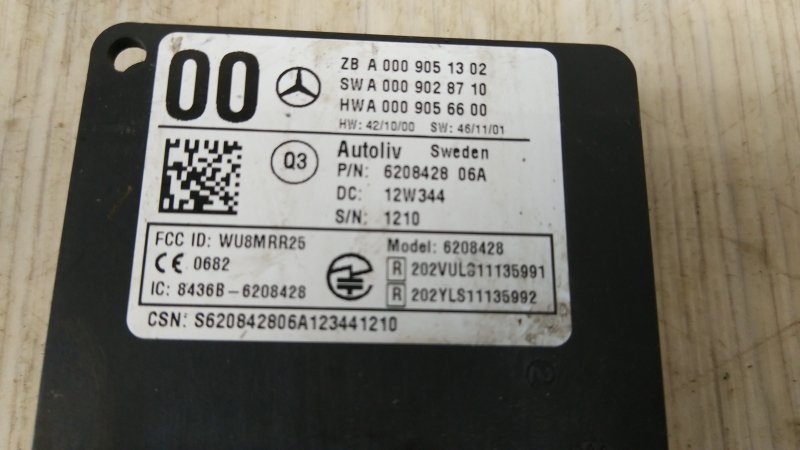 00
ZB A 000 905 13 02
SW A 000 902 87 10
HW A 000 905 66 00
HW: 42/10/00 SW: 46/11/01
Q3
Autoliv Sweden
P/N: 6208428 06A
DC: 12W344
S/N: 1210
FCC ID: WU8MRR25
Model: 6208428
CE 0682
R 202VULS11135991
IC: 8436B-6208428
R 202YLS11135992
CSN: S620842806A123441210
2